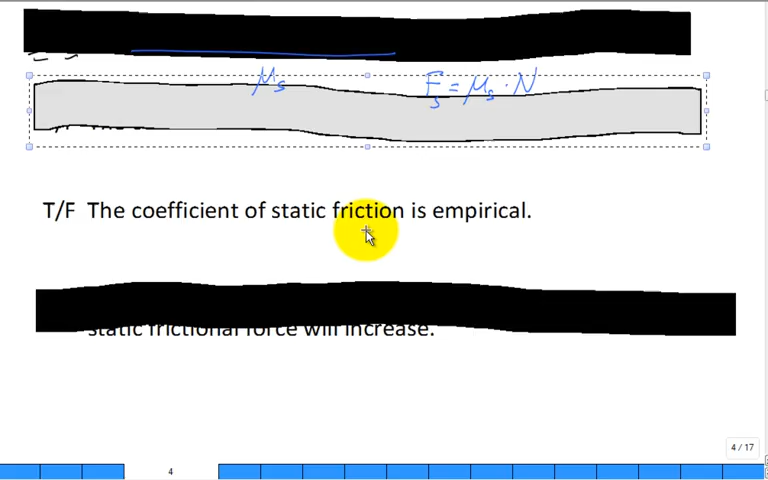 μs Fs = μs · N
T/F The coefficient of static friction is empirical.
static frictional force will increase.
4 / 17
4